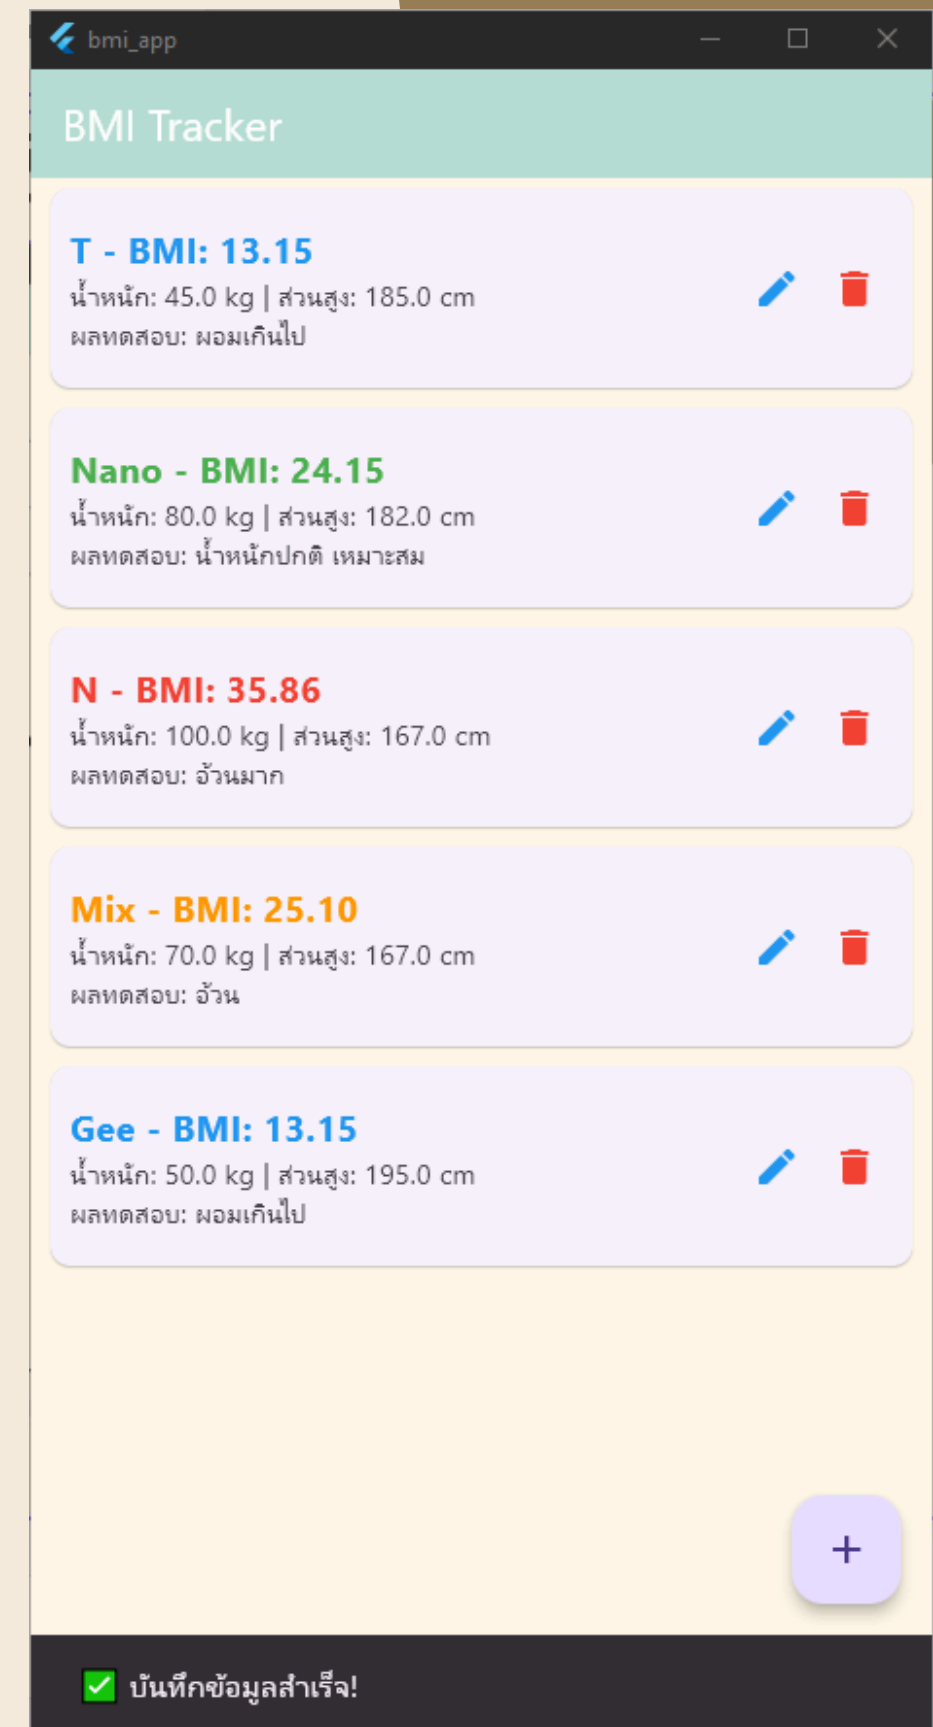 bmi_app
BMI Tracker
T - BMI: 13.15
น้ำหนัก: 45.0 kg | ส่วนสูง: 185.0 cm
ผลทดสอบ: ผอมเกินไป
Nano - BMI: 24.15
น้ำหนัก: 80.0 kg | ส่วนสูง: 182.0 cm
ผลทดสอบ: น้ำหนักปกติ เหมาะสม
N - BMI: 35.86
น้ำหนัก: 100.0 kg | ส่วนสูง: 167.0 cm
ผลทดสอบ: อ้วนมาก
Mix - BMI: 25.10
น้ำหนัก: 70.0 kg | ส่วนสูง: 167.0 cm
ผลทดสอบ: อ้วน
Gee - BMI: 13.15
น้ำหนัก: 50.0 kg | ส่วนสูง: 195.0 cm
ผลทดสอบ: ผอมเกินไป
บันทึกข้อมูลสำเร็จ!